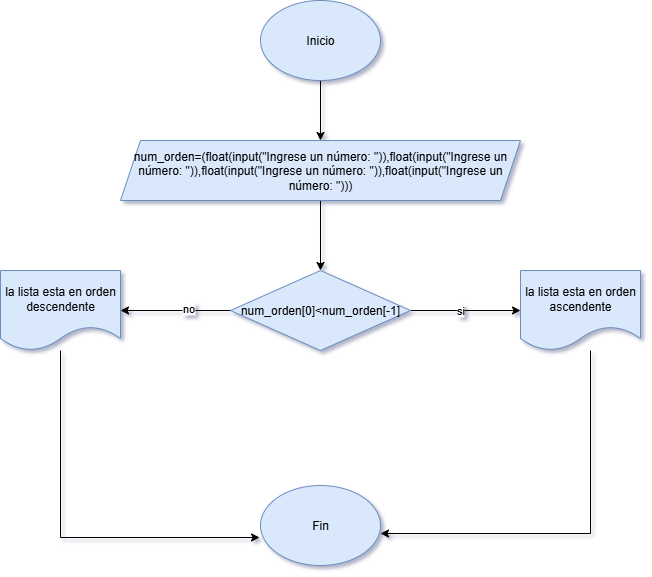 Inicio
num_orden=(float(input("Ingrese un número: ")),float(input("Ingrese un
número: ")),float(input("Ingrese un número: ")),float(input("Ingrese un
número: ")))
la lista esta en orden
descendente
no
num_orden[0]<num_orden[-1]
si
la lista esta en orden
ascendente
Fin